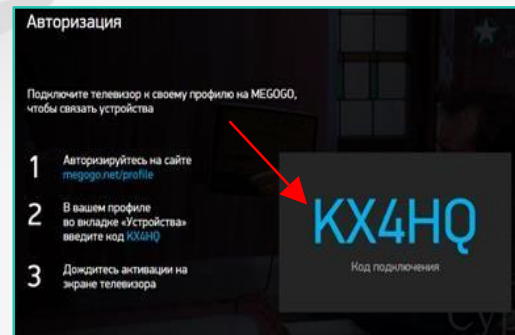 Авторизация
Подключите телевизор к своему профилю на MEGOGO,
чтобы связать устройства
1 Авторизируйтесь на сайте
megogo.net/profile
2 В вашем профиле
во вкладке «Устройства»
введите код KX4HQ
3 Дождитесь активации на
экране телевизора
KX4HQ
Код подключения